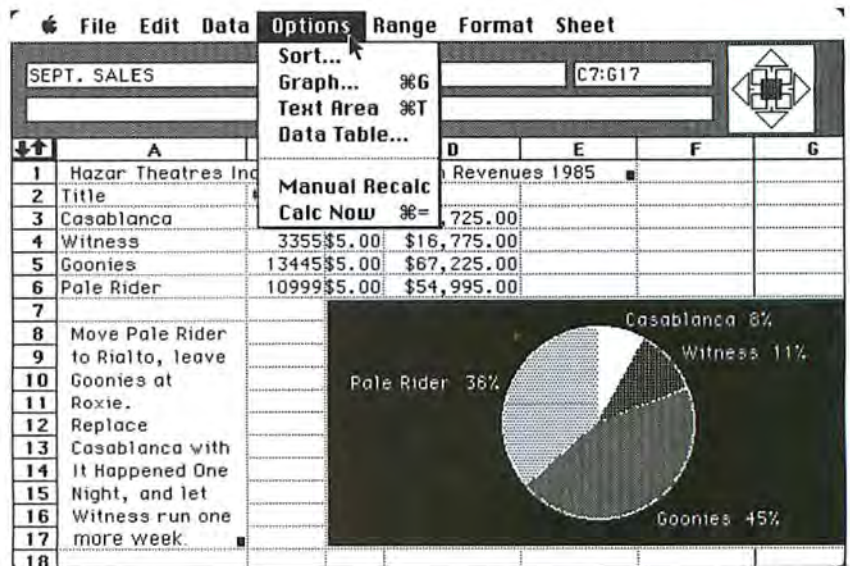 File Edit Data Options Range Format Sheet
Sort...
Graph... ⌘G
Text Area ⌘T
Data Table...
Manual Recalc
Calc Now ⌘=
SEPT. SALES C7:G17
A D E F G
1 Hazar Theatres Inc Revenues 1985
2 Title
3 Casablanca ,725.00
4 Witness 3355 $5.00 $16,775.00
5 Goonies 13445 $5.00 $67,225.00
6 Pale Rider 10999 $5.00 $54,995.00
7
8 Move Pale Rider
9 to Rialto, leave
10 Goonies at
11 Roxie.
12 Replace
13 Casablanca with
14 It Happened One
15 Night, and let
16 Witness run one
17 more week.
18
Casablanca 8%
Witness 11%
Pale Rider 36%
Goonies 45%